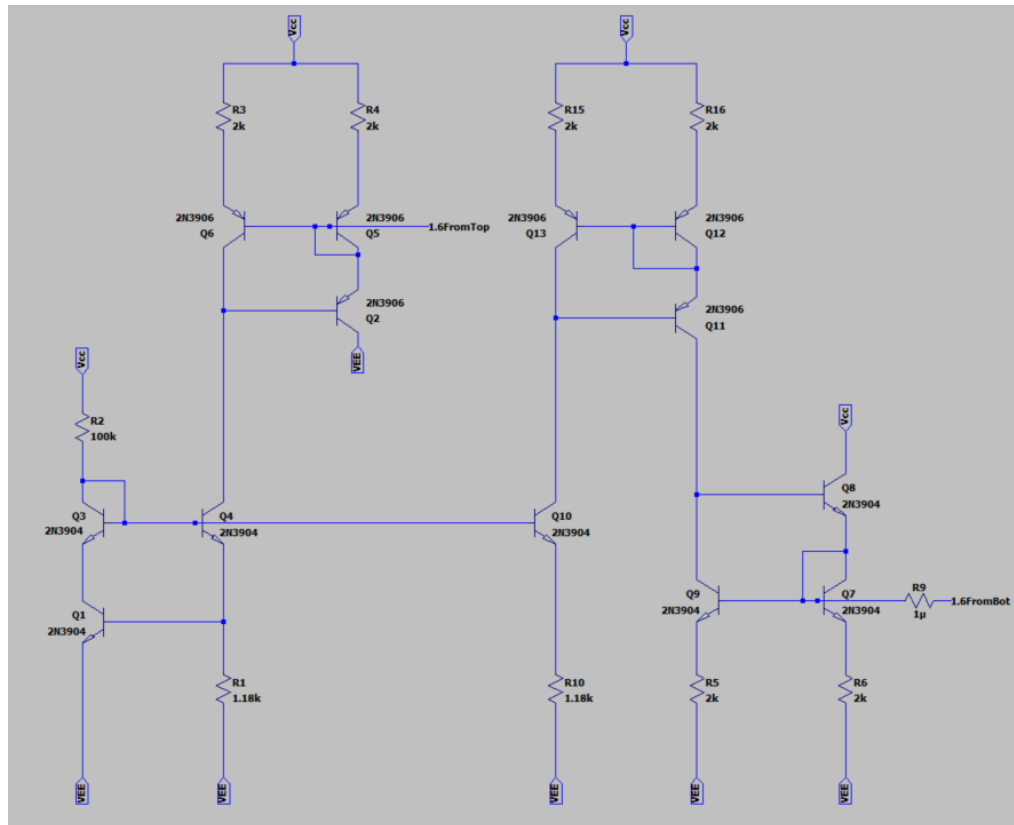 Vcc
Vcc
R3
2k
R4
2k
R15
2k
R16
2k
2N3906
Q6
2N3906
Q5
1.6FromTop
2N3906
Q13
2N3906
Q12
2N3906
Q2
2N3906
Q11
VEE
Vcc
Vcc
R2
100k
Q3
2N3904
Q4
2N3904
Q10
2N3904
Q8
2N3904
Q1
2N3904
Q9
2N3904
Q7
2N3904
R9
1µ
1.6FromBot
R1
1.18k
R10
1.18k
R5
2k
R6
2k
VEE
VEE
VEE
VEE
VEE